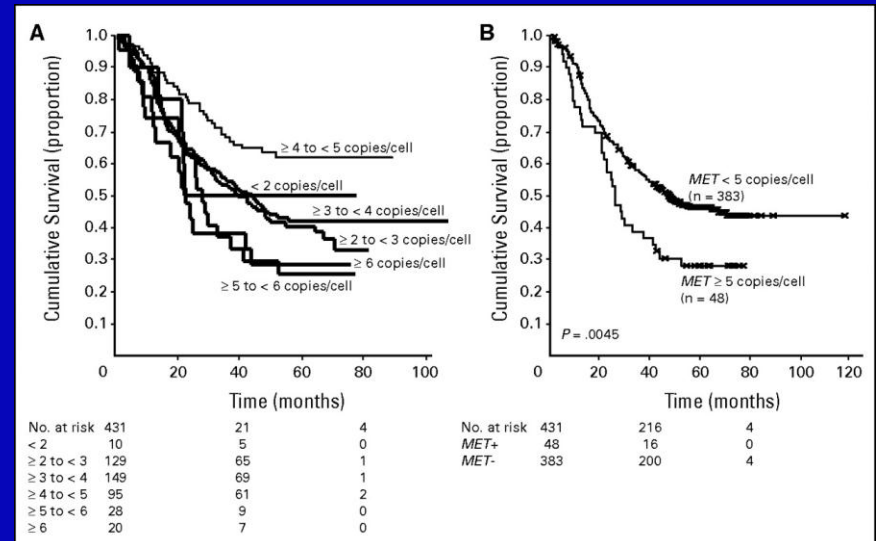 A
Cumulative Survival (proportion)
1.0
0.9
0.8
0.7
0.6
0.5
0.4
0.3
0.2
0.1
≥ 4 to < 5 copies/cell
< 2 copies/cell
≥ 3 to < 4 copies/cell
≥ 2 to < 3 copies/cell
≥ 6 copies/cell
≥ 5 to < 6 copies/cell
0 20 40 60 80 100
Time (months)
No. at risk 431 21 4
< 2 10 5 0
≥ 2 to < 3 129 65 1
≥ 3 to < 4 149 69 1
≥ 4 to < 5 95 61 2
≥ 5 to < 6 28 9 0
≥ 6 20 7 0
B
Cumulative Survival (proportion)
1.0
0.9
0.8
0.7
0.6
0.5
0.4
0.3
0.2
0.1
MET < 5 copies/cell
(n = 383)
MET ≥ 5 copies/cell
(n = 48)
P = .0045
0 20 40 60 80 100 120
Time (months)
No. at risk 431 216 4
MET+ 48 16 0
MET- 383 200 4